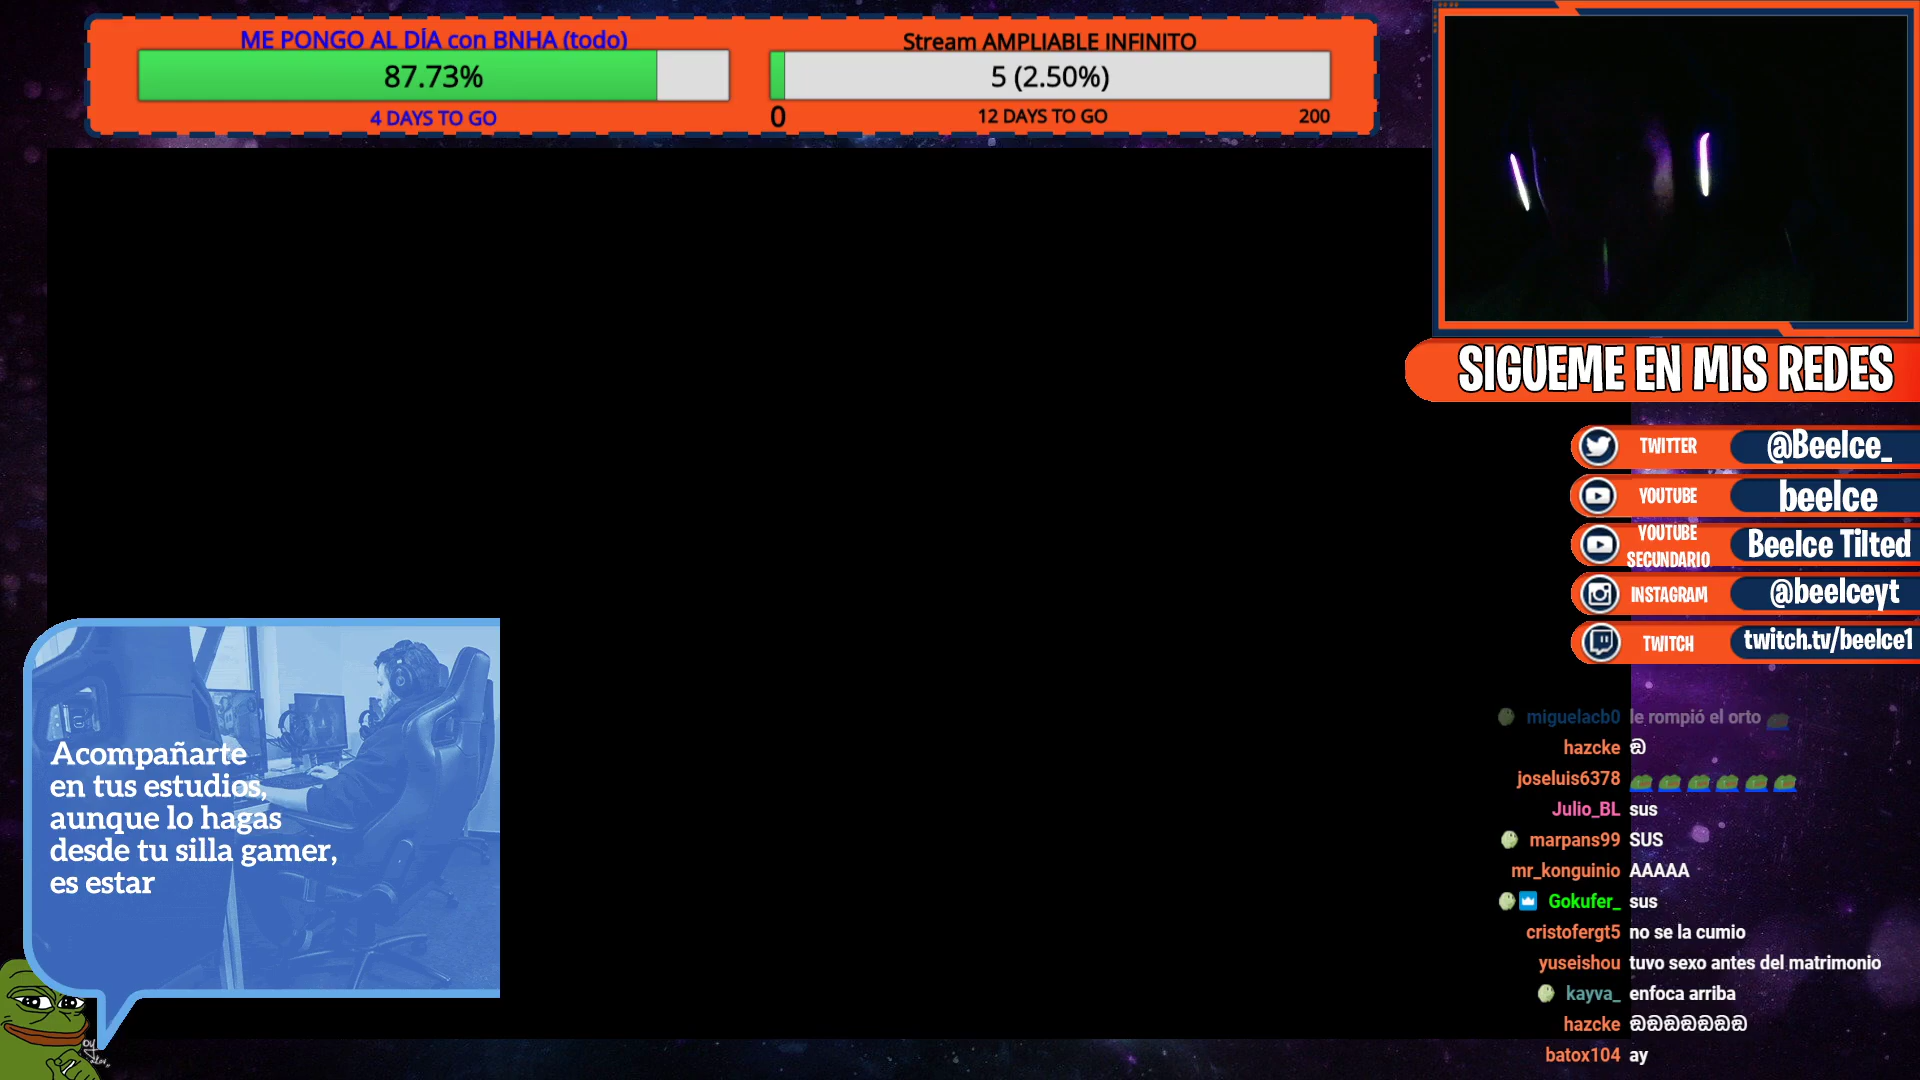 ME PONGO AL DÍA con BNHA (todo)
87.73%
4 DAYS TO GO
Stream AMPLIABLE INFINITO
5 (2.50%)
0
12 DAYS TO GO
200
SIGUEME EN MIS REDES
TWITTER @Beelce_
YOUTUBE beelce
YOUTUBE SECUNDARIO Beelce Tilted
INSTAGRAM @beelceyt
TWITCH twitch.tv/beelce1
Acompañarte
en tus estudios,
aunque lo hagas
desde tu silla gamer,
es estar
miguelacb0 le rompió el orto
hazcke ඞ
joseluis6378
Julio_BL sus
marpans99 SUS
mr_konguinio AAAAA
Gokufer_ sus
cristofergt5 no se la cumio
yuseishou tuvo sexo antes del matrimonio
kayva_ enfoca arriba
hazcke ඞඞඞඞඞඞඞ
batox104 ay